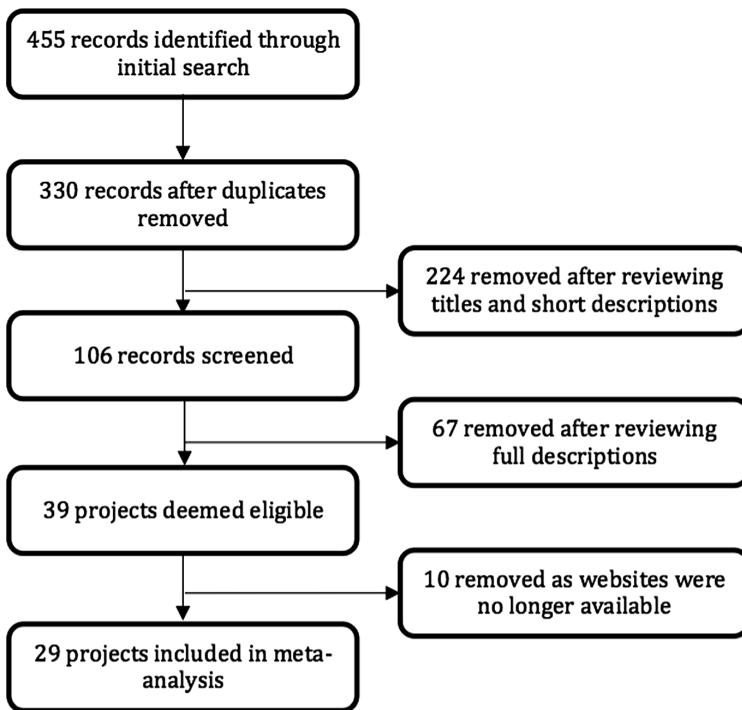 455 records identified through
initial search
330 records after duplicates
removed
224 removed after reviewing
titles and short descriptions
106 records screened
67 removed after reviewing
full descriptions
39 projects deemed eligible
10 removed as websites were
no longer available
29 projects included in meta-
analysis